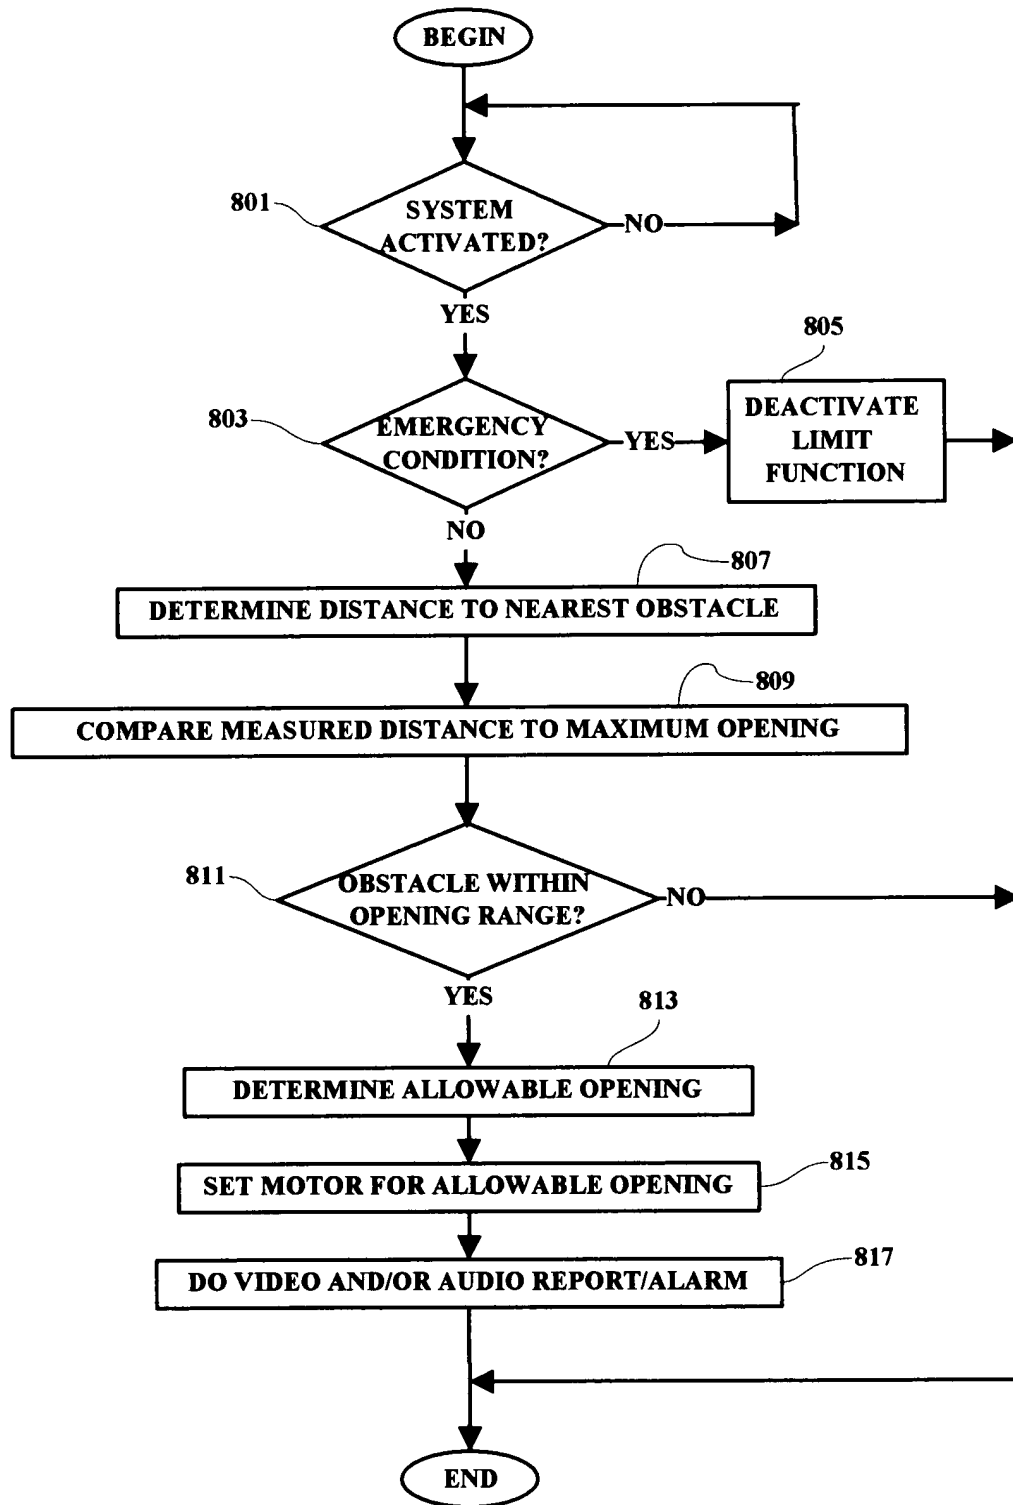 BEGIN
801
SYSTEM
ACTIVATED?
NO
YES
805
803
EMERGENCY
CONDITION?
YES
DEACTIVATE
LIMIT
FUNCTION
NO
807
DETERMINE DISTANCE TO NEAREST OBSTACLE
809
COMPARE MEASURED DISTANCE TO MAXIMUM OPENING
811
OBSTACLE WITHIN
OPENING RANGE?
NO
YES
813
DETERMINE ALLOWABLE OPENING
815
SET MOTOR FOR ALLOWABLE OPENING
817
DO VIDEO AND/OR AUDIO REPORT/ALARM
END